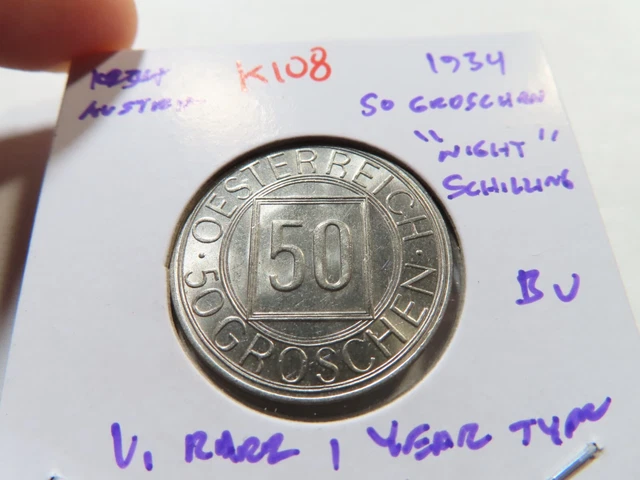 K108
1934
AUSTRIA
50 GROSCHEN
"NIGHT"
SCHILLING
OESTERREICH
50
50 GROSCHEN
BU
V. RARE 1 YEAR TYPE